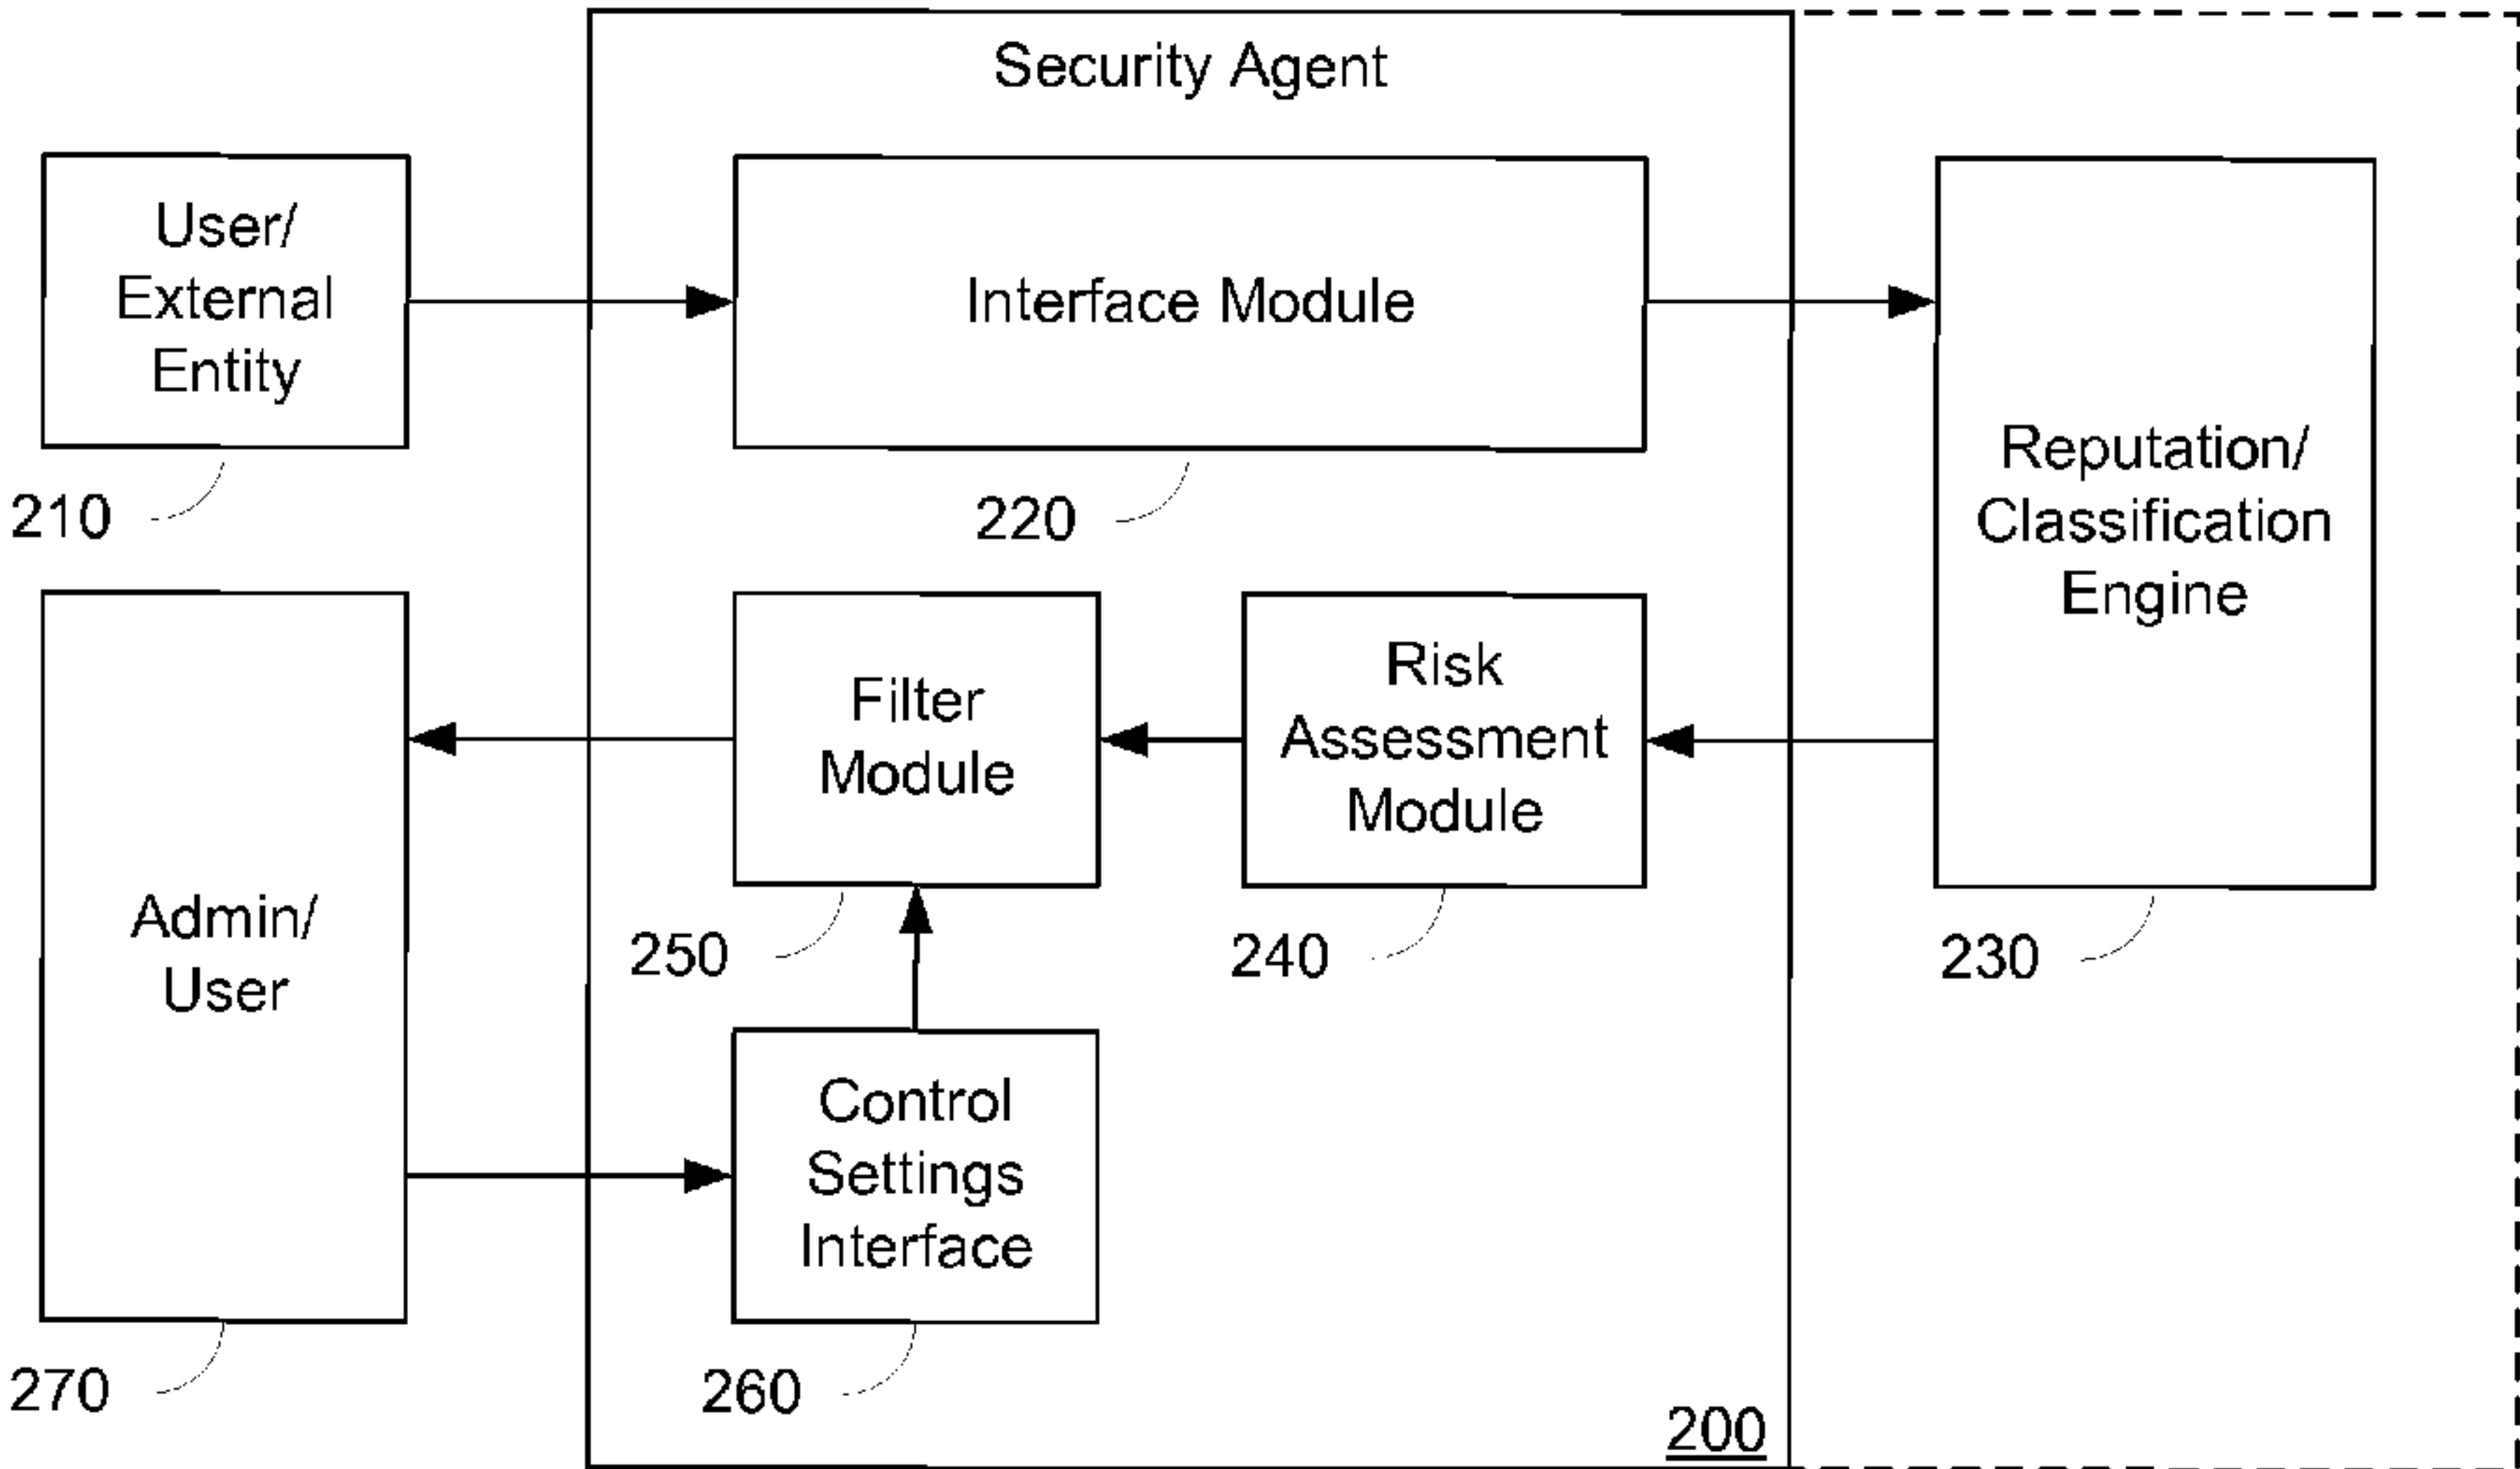 Security Agent
User/
External
Entity
210
Interface Module
220
Reputation/
Classification
Engine
230
Risk
Assessment
Module
240
Filter
Module
250
Admin/
User
270
Control
Settings
Interface
260
200